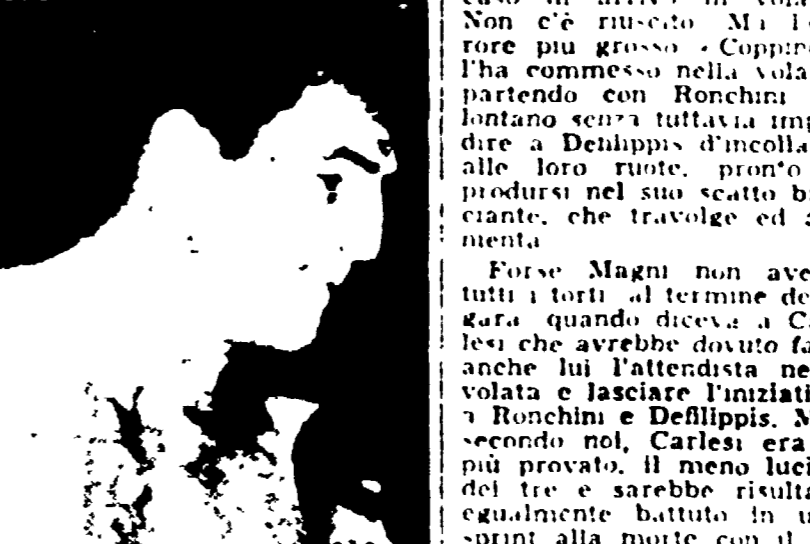 Non c'è riuscito Ma
rore più grosso «Coppino
l'ha commesso nella vola
partendo con Ronchini
lontano senza tuttavia imp
dire a Defilippis d'incolla
alle loro ruote, pronto
prodursi nel suo scatto b
ciante, che travolge ed
menta
Forse Magni non ave
tutti i torti al termine de
gara quando diceva a Ca
lesi che avrebbe dovuto fa
anche lui l'attendista ne
volata e lasciare l'iniziati
a Ronchini e Defilippis. M
secondo noi, Carlesi era
più provato, il meno luci
dei tre e sarebbe risulta
egualmente battuto in u
sprint alla morte con il